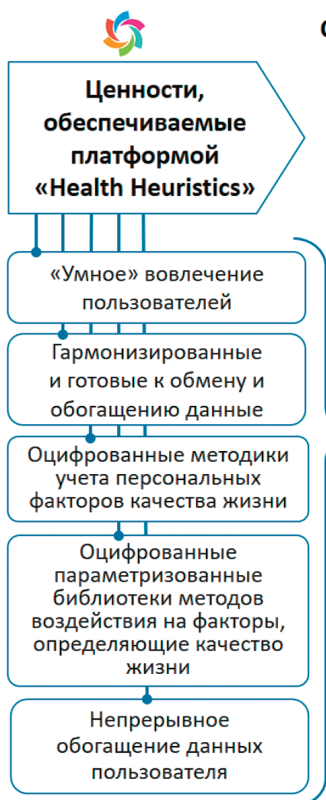 Ценности,
обеспечиваемые
платформой
«Health Heuristics»
«Умное» вовлечение
пользователей
Гармонизированные
и готовые к обмену и
обогащению данные
Оцифрованные методики
учета персональных
факторов качества жизни
Оцифрованные
параметризованные
библиотеки методов
воздействия на факторы,
определяющие качество
жизни
Непрерывное
обогащение данных
пользователя